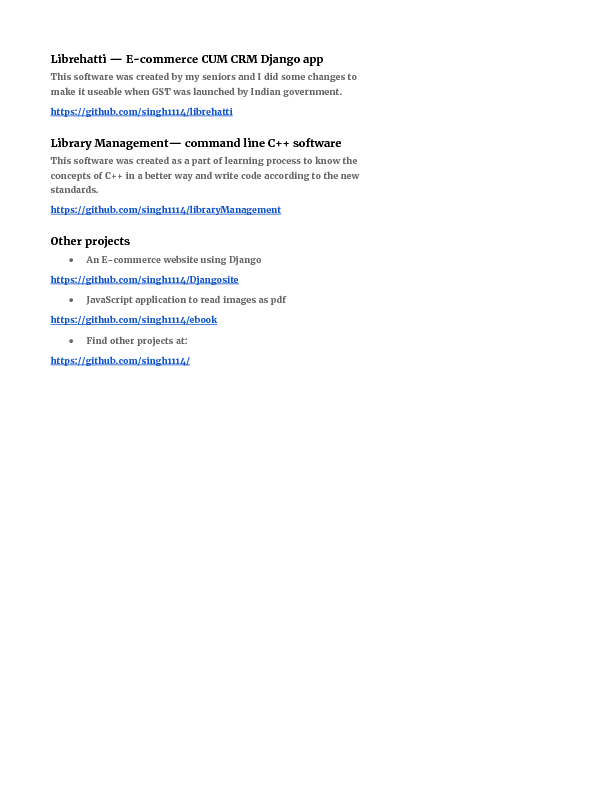 Librehatti — E-commerce CUM CRM Django app
This software was created by my seniors and I did some changes to
make it useable when GST was launched by Indian government.
https://github.com/singh1114/librehatti
Library Management— command line C++ software
This software was created as a part of learning process to know the
concepts of C++ in a better way and write code according to the new
standards.
https://github.com/singh1114/libraryManagement
Other projects
● An E-commerce website using Django
https://github.com/singh1114/Djangosite
● JavaScript application to read images as pdf
https://github.com/singh1114/ebook
● Find other projects at:
https://github.com/singh1114/